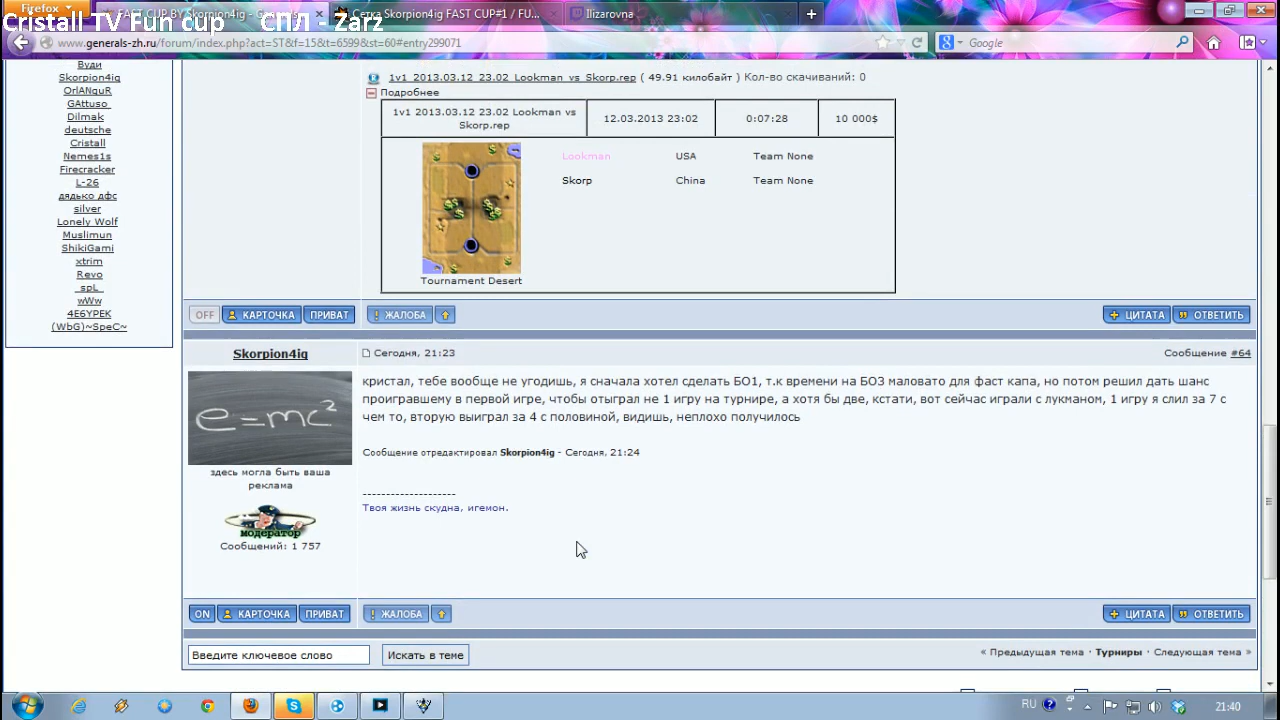 Firefox
CUP BY Skorpion4ig
Сетка Skorpion4ig FAST CUP#1 / FU...
Ilizarovna
Cristall TV Fun cup СПЛ - Zarz
www.generals-zh.ru/forum/index.php?act=ST&f=15&t=6599&st=60#entry299071
Google
Вуди
Skorpion4ig
OrlANguR
GAttuso_
Dilmak
deutsche
Cristall
Nemes1s
Firecracker
L-26
дядько дфс
silver
Lonely Wolf
Muslimun
ShikiGami
xtrim
Revo
_spL_
wWw
4E6YPEK
(WbG)~SpeC~
1v1_2013.03.12_23.02_Lookman_vs_Skorp.rep ( 49.91 килобайт ) Кол-во скачиваний: 0
Подробнее
1v1 2013.03.12 23.02 Lookman vs Skorp.rep
12.03.2013 23:02
0:07:28
10 000$
Lookman USA Team None
Skorp China Team None
Tournament Desert
OFF КАРТОЧКА ПРИВАТ ЖАЛОБА ЦИТАТА ОТВЕТИТЬ
Skorpion4ig
Сегодня, 21:23
Сообщение #64
e=mc²
здесь могла быть ваша
реклама
модератор
Сообщений: 1 757
кристал, тебе вообще не угодишь, я сначала хотел сделать БО1, т.к времени на БО3 маловато для фаст капа, но потом решил дать шанс
проигравшему в первой игре, чтобы отыграл не 1 игру на турнире, а хотя бы две, кстати, вот сейчас играли с лукманом, 1 игру я слил за 7 с
чем то, вторую выиграл за 4 с половиной, видишь, неплохо получилось
Сообщение отредактировал Skorpion4ig - Сегодня, 21:24
--------------------
Твоя жизнь скудна, игемон.
ON КАРТОЧКА ПРИВАТ ЖАЛОБА ЦИТАТА ОТВЕТИТЬ
Введите ключевое слово Искать в теме
« Предыдущая тема · Турниры · Следующая тема »
RU 21:40